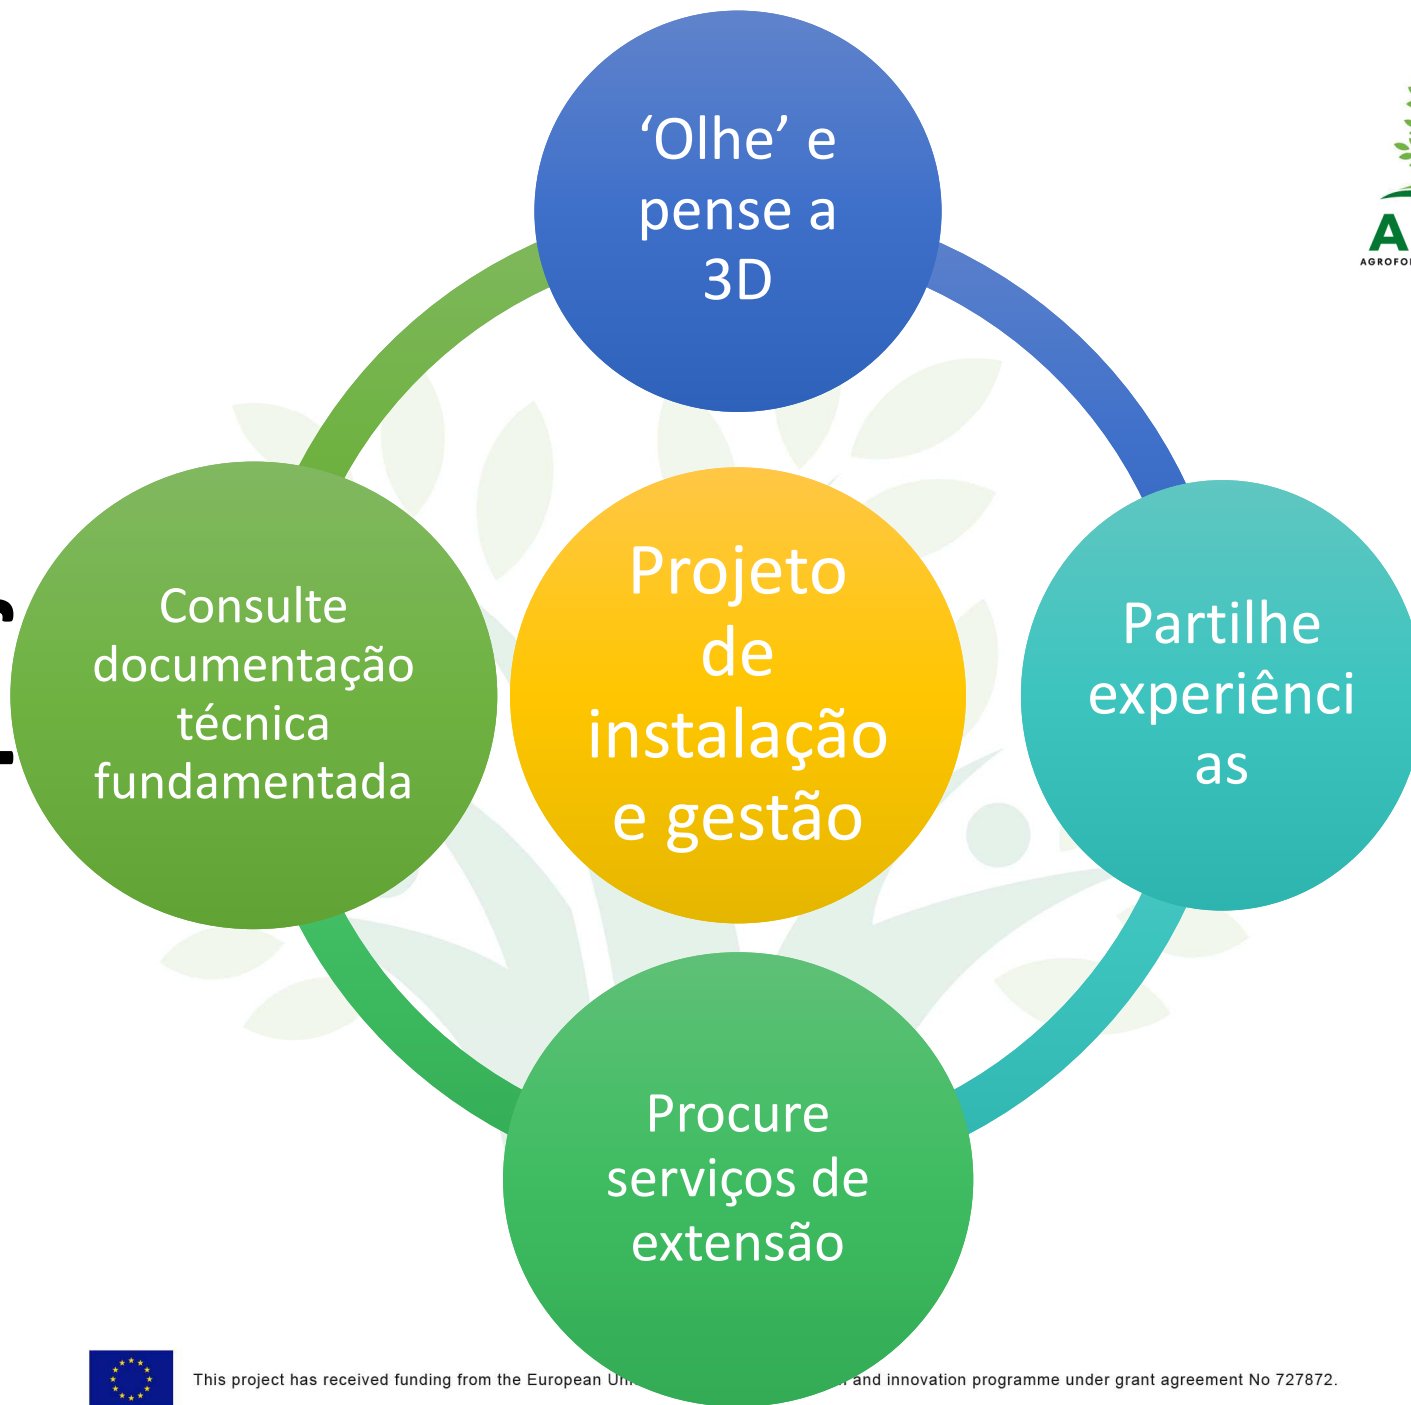 ‘Olhe’ e
pense a
3D
A
Consulte
documentação
técnica
fundamentada
Projeto
de
instalação
e gestão
Partilhe
experiênci
as
Procure
serviços de
extensão
This project has received funding from the European and innovation programme under grant agreement No 727872.